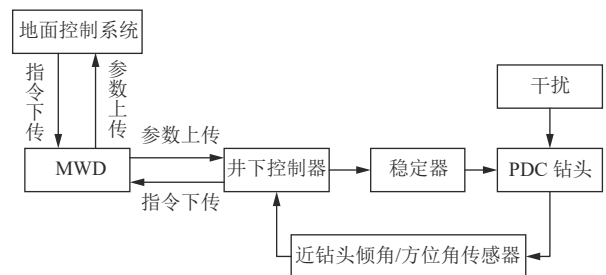 地面控制系统
指令下传
参数上传
干扰
参数上传
MWD
井下控制器
稳定器
PDC 钻头
指令下传
近钻头倾角/方位角传感器